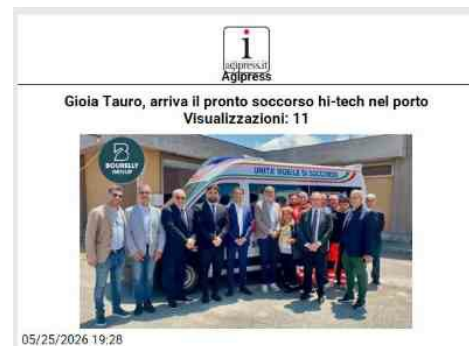 i
agipress.it
Agipress
Gioia Tauro, arriva il pronto soccorso hi-tech nel porto
Visualizzazioni: 11
B
BOURELLY
GROUP
UNITÀ MOBILE DI SOCCORSO
05/25/2026 19:28